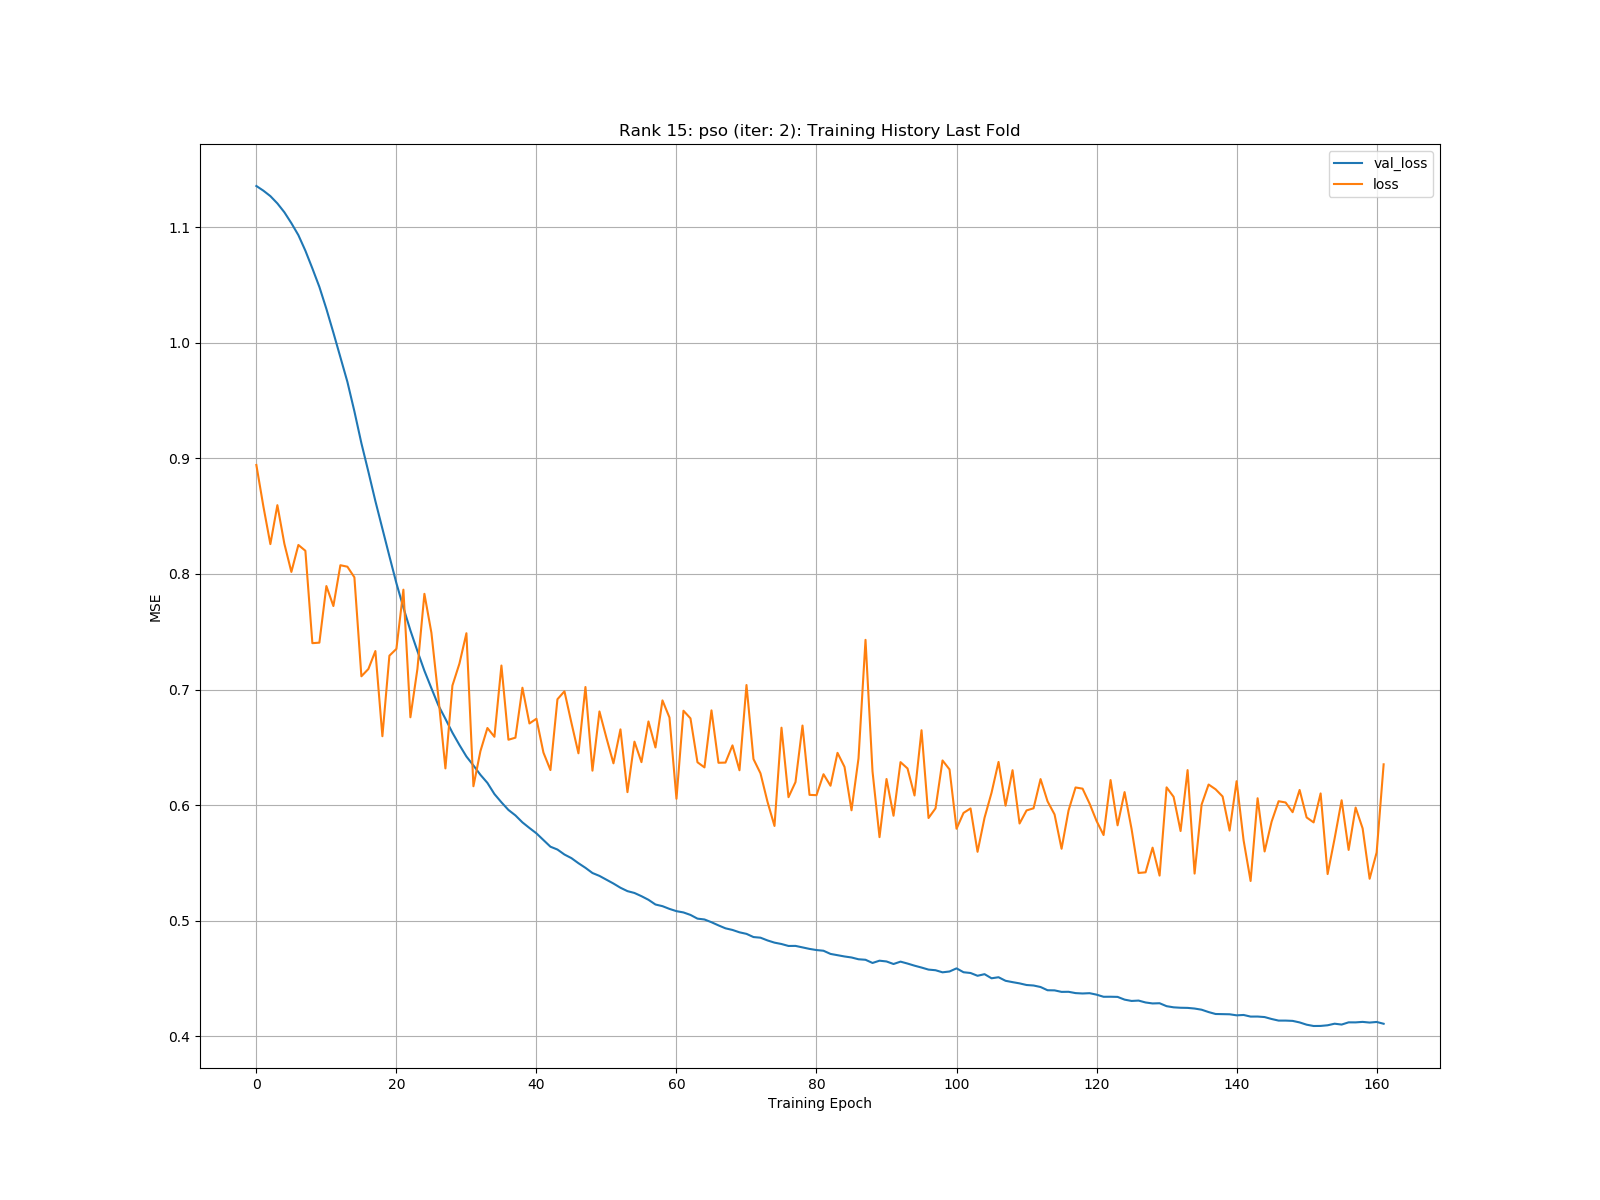 Rank 15: pso (iter: 2): Training History Last Fold
val_loss
loss
1.1
1.0
0.9
0.8
0.7
0.6
0.5
0.4
MSE
0 20 40 60 80 100 120 140 160
Training Epoch